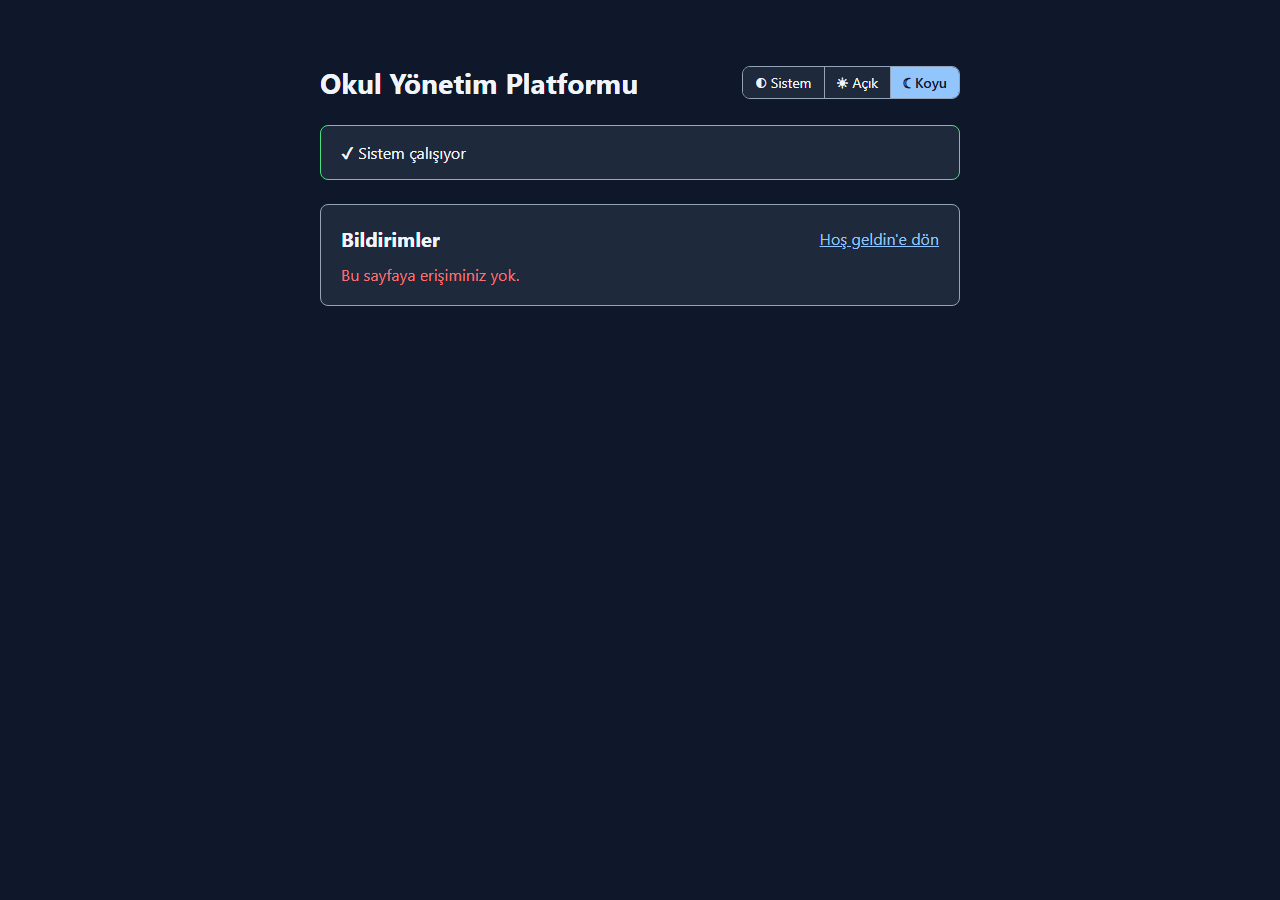 Okul Yönetim Platformu
◐ Sistem ☀ Açık ☾ Koyu
✓ Sistem çalışıyor
Bildirimler
Hoş geldin'e dön
Bu sayfaya erişiminiz yok.